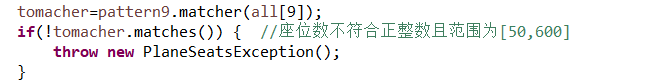 tomacher=pattern9.matcher(all[9]);
if(!tomacher.matches()) {  //座位数不符合正整数且范围为[50,600]
    throw new PlaneSeatsException();
}